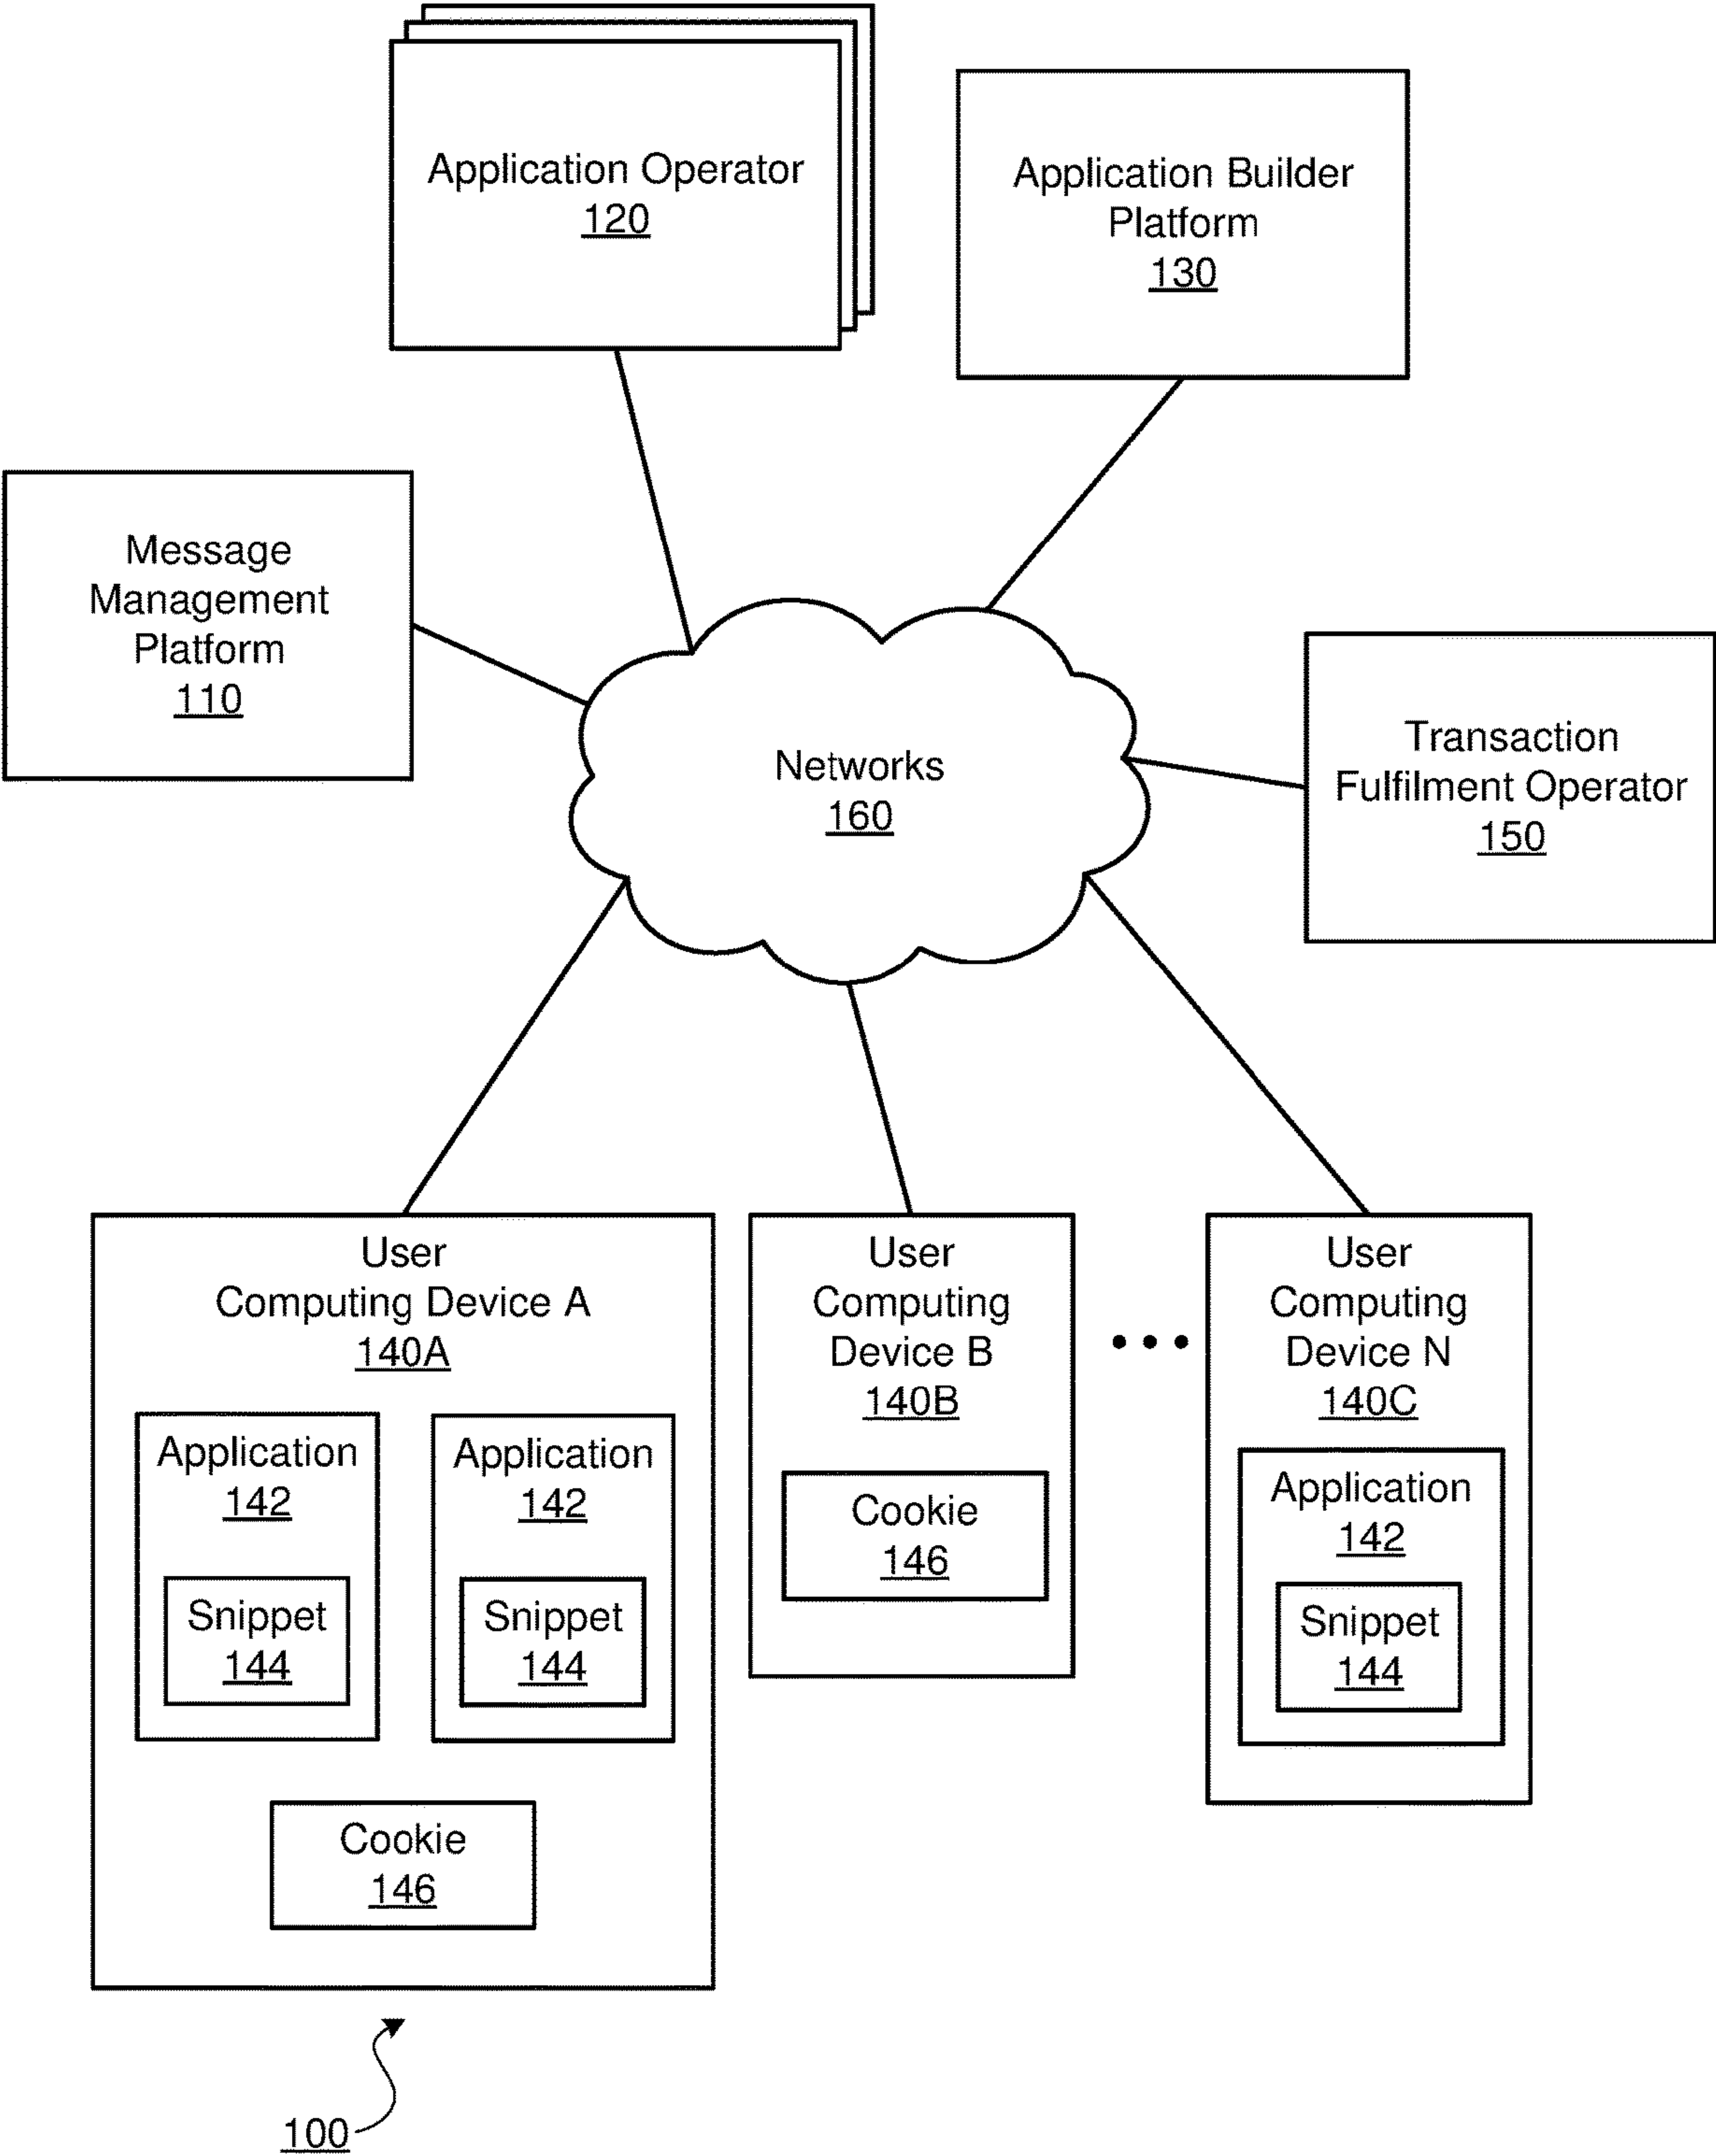 Application Operator
120
Application Builder
Platform
130
Message
Management
Platform
110
Networks
160
Transaction
Fulfilment Operator
150
User
Computing Device A
140A
Application
142
Snippet
144
Application
142
Snippet
144
Cookie
146
User
Computing
Device B
140B
Cookie
146
User
Computing
Device N
140C
Application
142
Snippet
144
100